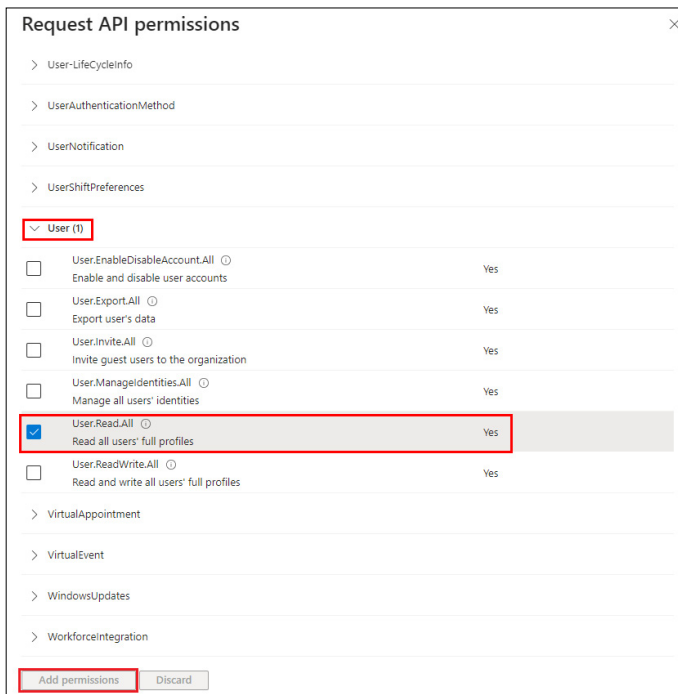 Request API permissions
User-LifeCycleInfo
UserAuthenticationMethod
UserNotification
UserShiftPreferences
User (1)
User.EnableDisableAccount.All
Enable and disable user accounts
Yes
User.Export.All
Export user's data
Yes
User.Invite.All
Invite guest users to the organization
Yes
User.ManageIdentities.All
Manage all users' identities
Yes
User.Read.All
Read all users' full profiles
Yes
User.ReadWrite.All
Read and write all users' full profiles
Yes
VirtualAppointment
VirtualEvent
WindowsUpdates
WorkforceIntegration
Add permissions Discard